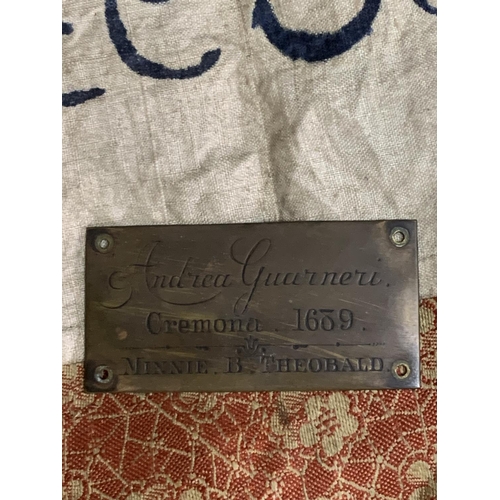 Andrea Guarneri.
Cremona. 1639.
MINNIE. B. THEOBALD.